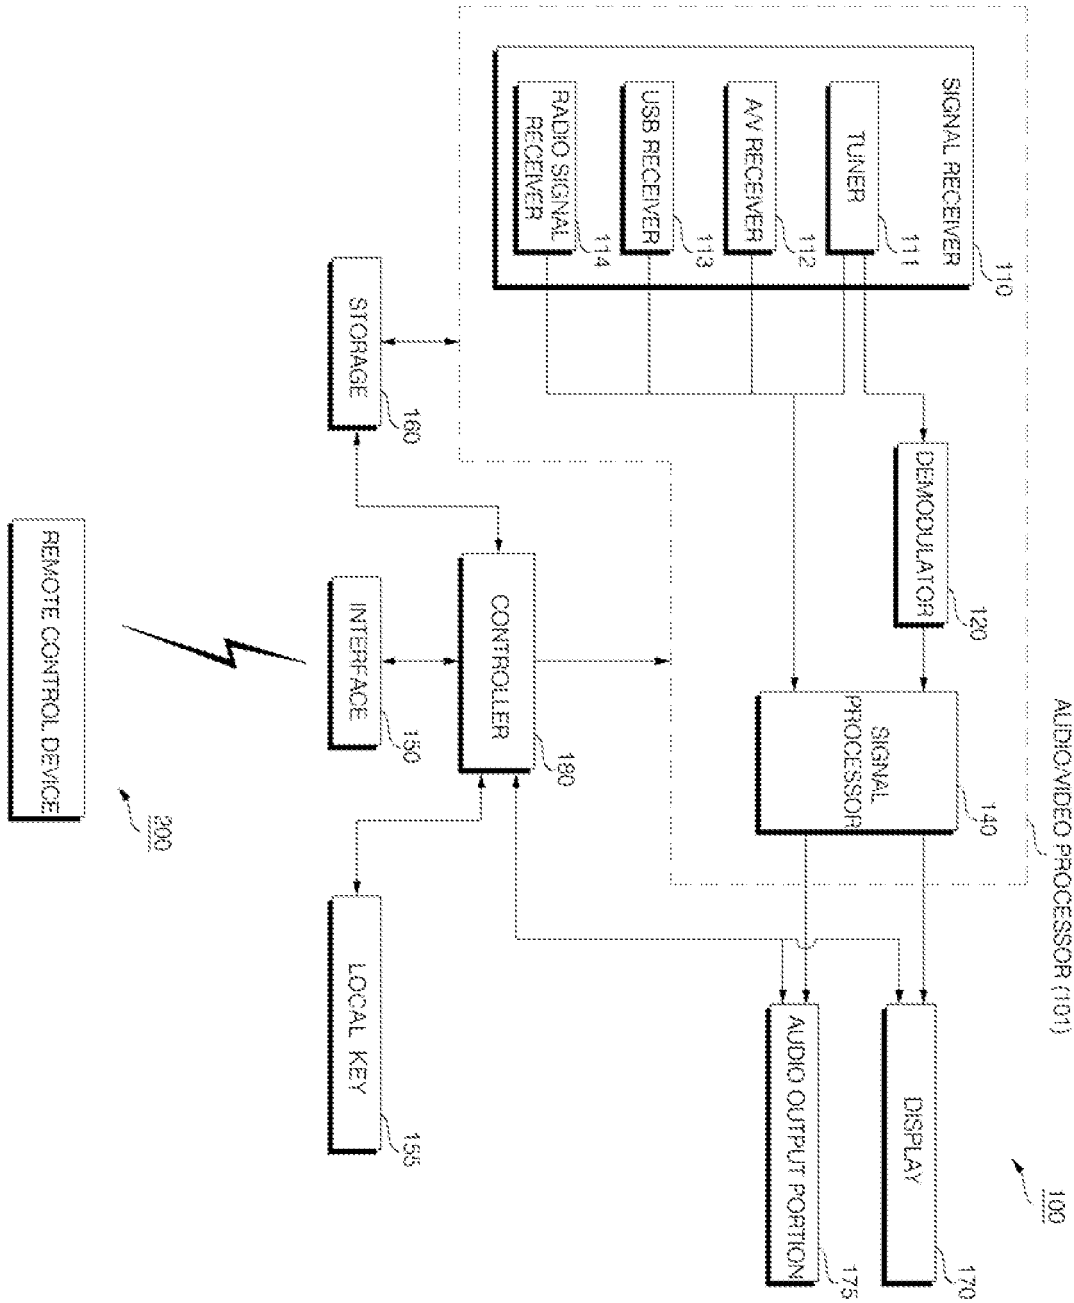 AUDIO/VIDEO PROCESSOR (101)
100
SIGNAL RECEIVER
110
TUNER
111
A/V RECEIVER
112
USB RECEIVER
113
RADIO SIGNAL
RECEIVER
114
DEMODULATOR
120
SIGNAL
PROCESSOR
140
DISPLAY
170
AUDIO OUTPUT PORTION
175
CONTROLLER
180
STORAGE
160
INTERFACE
150
LOCAL KEY
155
REMOTE CONTROL DEVICE
200